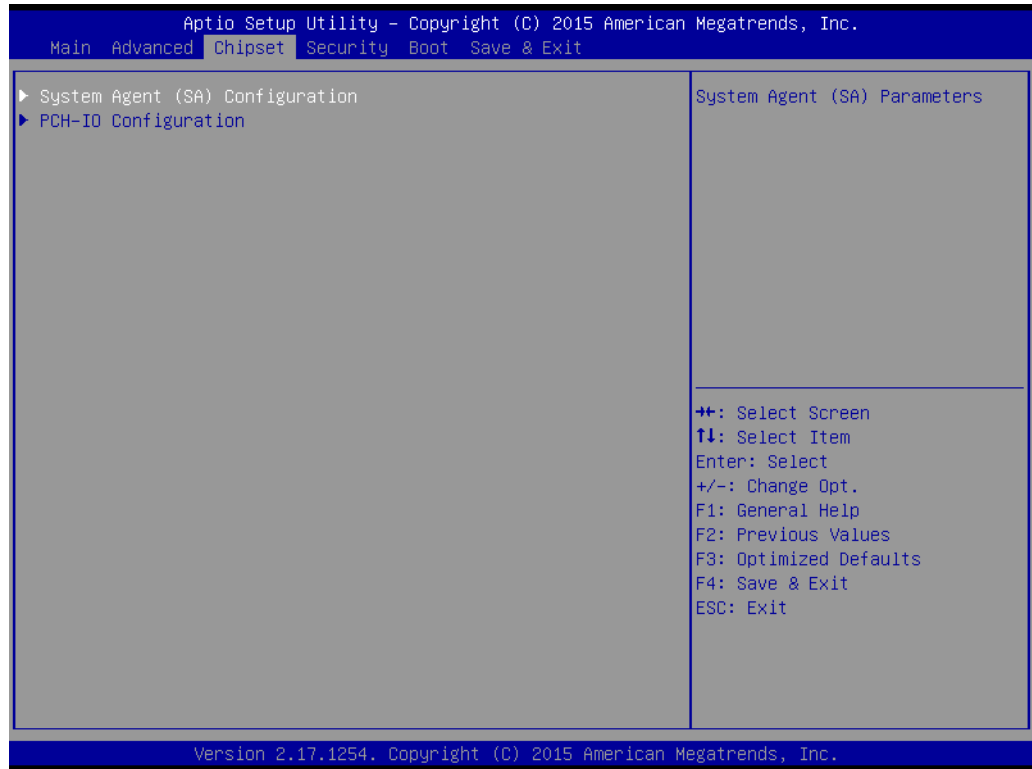 Aptio Setup Utility – Copyright (C) 2015 American Megatrends, Inc.
Main Advanced Chipset Security Boot Save & Exit
▶ System Agent (SA) Configuration
▶ PCH-IO Configuration
System Agent (SA) Parameters
→←: Select Screen
↑↓: Select Item
Enter: Select
+/-: Change Opt.
F1: General Help
F2: Previous Values
F3: Optimized Defaults
F4: Save & Exit
ESC: Exit
Version 2.17.1254. Copyright (C) 2015 American Megatrends, Inc.